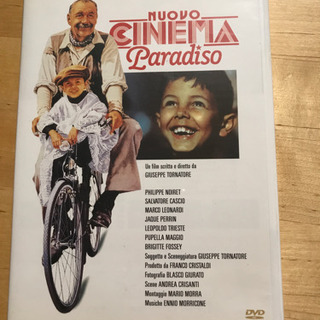 NUOVO
CINEMA
Paradiso
Un film scritto e diretto da
GIUSEPPE TORNATORE
PHILIPPE NOIRET
SALVATORE CASCIO
MARCO LEONARDI
JAQUE PERRIN
LEOPOLDO TRIESTE
PUPELLA MAGGIO
BRIGITTE FOSSEY
Soggetto e Sceneggiatura GIUSEPPE TORNATORE
Prodotto da FRANCO CRISTALDI
Fotografia BLASCO GIURATO
Scene ANDREA CRISANTI
Montaggio MARIO MORRA
Musiche ENNIO MORRICONE
DVD